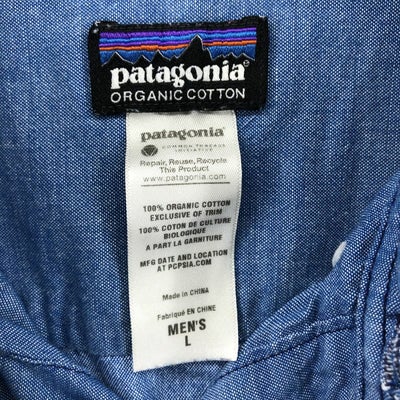 patagonia
ORGANIC COTTON
patagonia
COMMON THREADS
INITIATIVE
Repair, Reuse, Recycle
This Product
www.patagonia.com
100% ORGANIC COTTON
EXCLUSIVE OF TRIM
100% COTON DE CULTURE
BIOLOGIQUE
A PART LA GARNITURE
MFG DATE AND LOCATION
AT PCPSIA.COM
Made in CHINA
Fabriqué EN CHINE
MEN'S
L